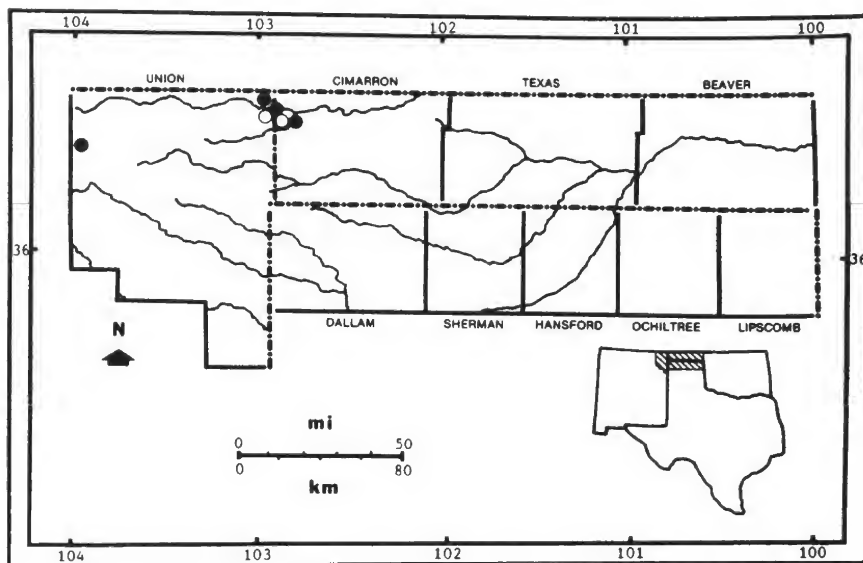 104 103 102 101 100
UNION CIMARRON TEXAS BEAVER
36 36
DALLAM SHERMAN HANSFORD OCHILTREE LIPSCOMB
N
mi
0 50
0 80
km
104 103 102 101 100